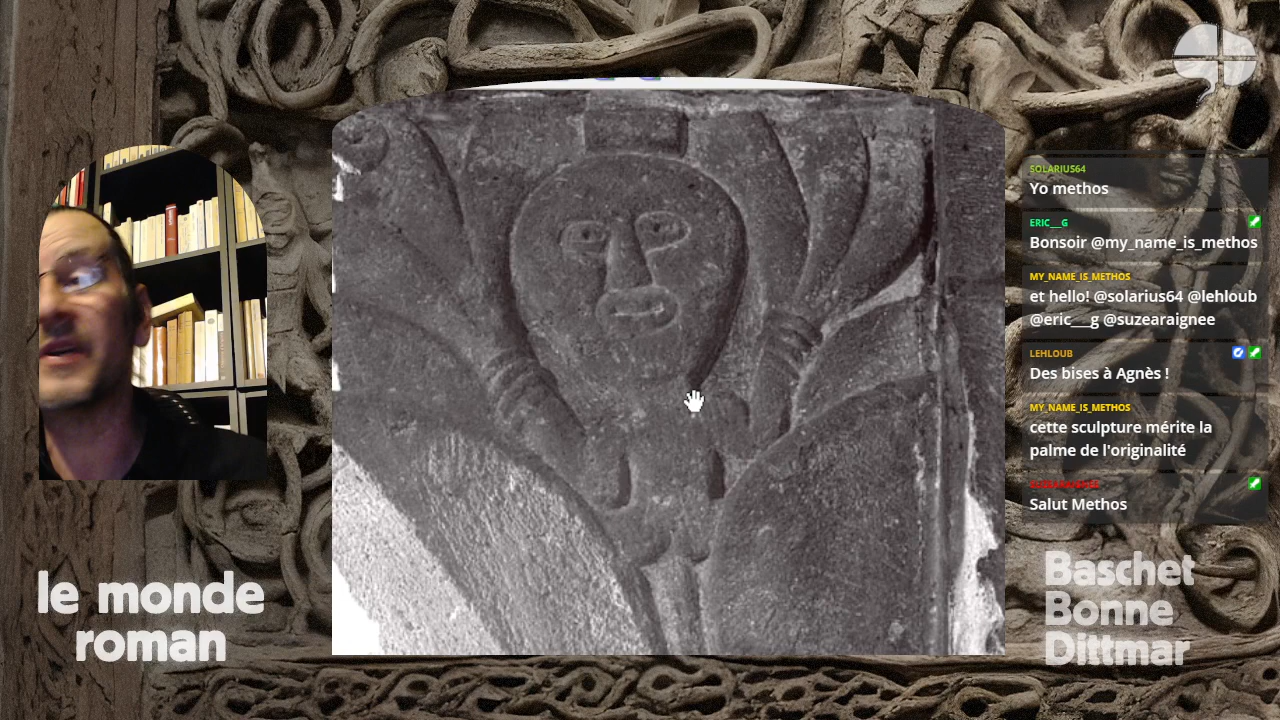 SOLARIUS64
Yo methos
ERIC__G
Bonsoir @my_name_is_methos
MY_NAME_IS_METHOS
et hello! @solarius64 @lehloub
@eric__g @suzearaignee
LEHLOUB
Des bises à Agnès !
MY_NAME_IS_METHOS
cette sculpture mérite la
palme de l'originalité
Salut Methos
le monde
roman
Baschet
Bonne
Dittmar